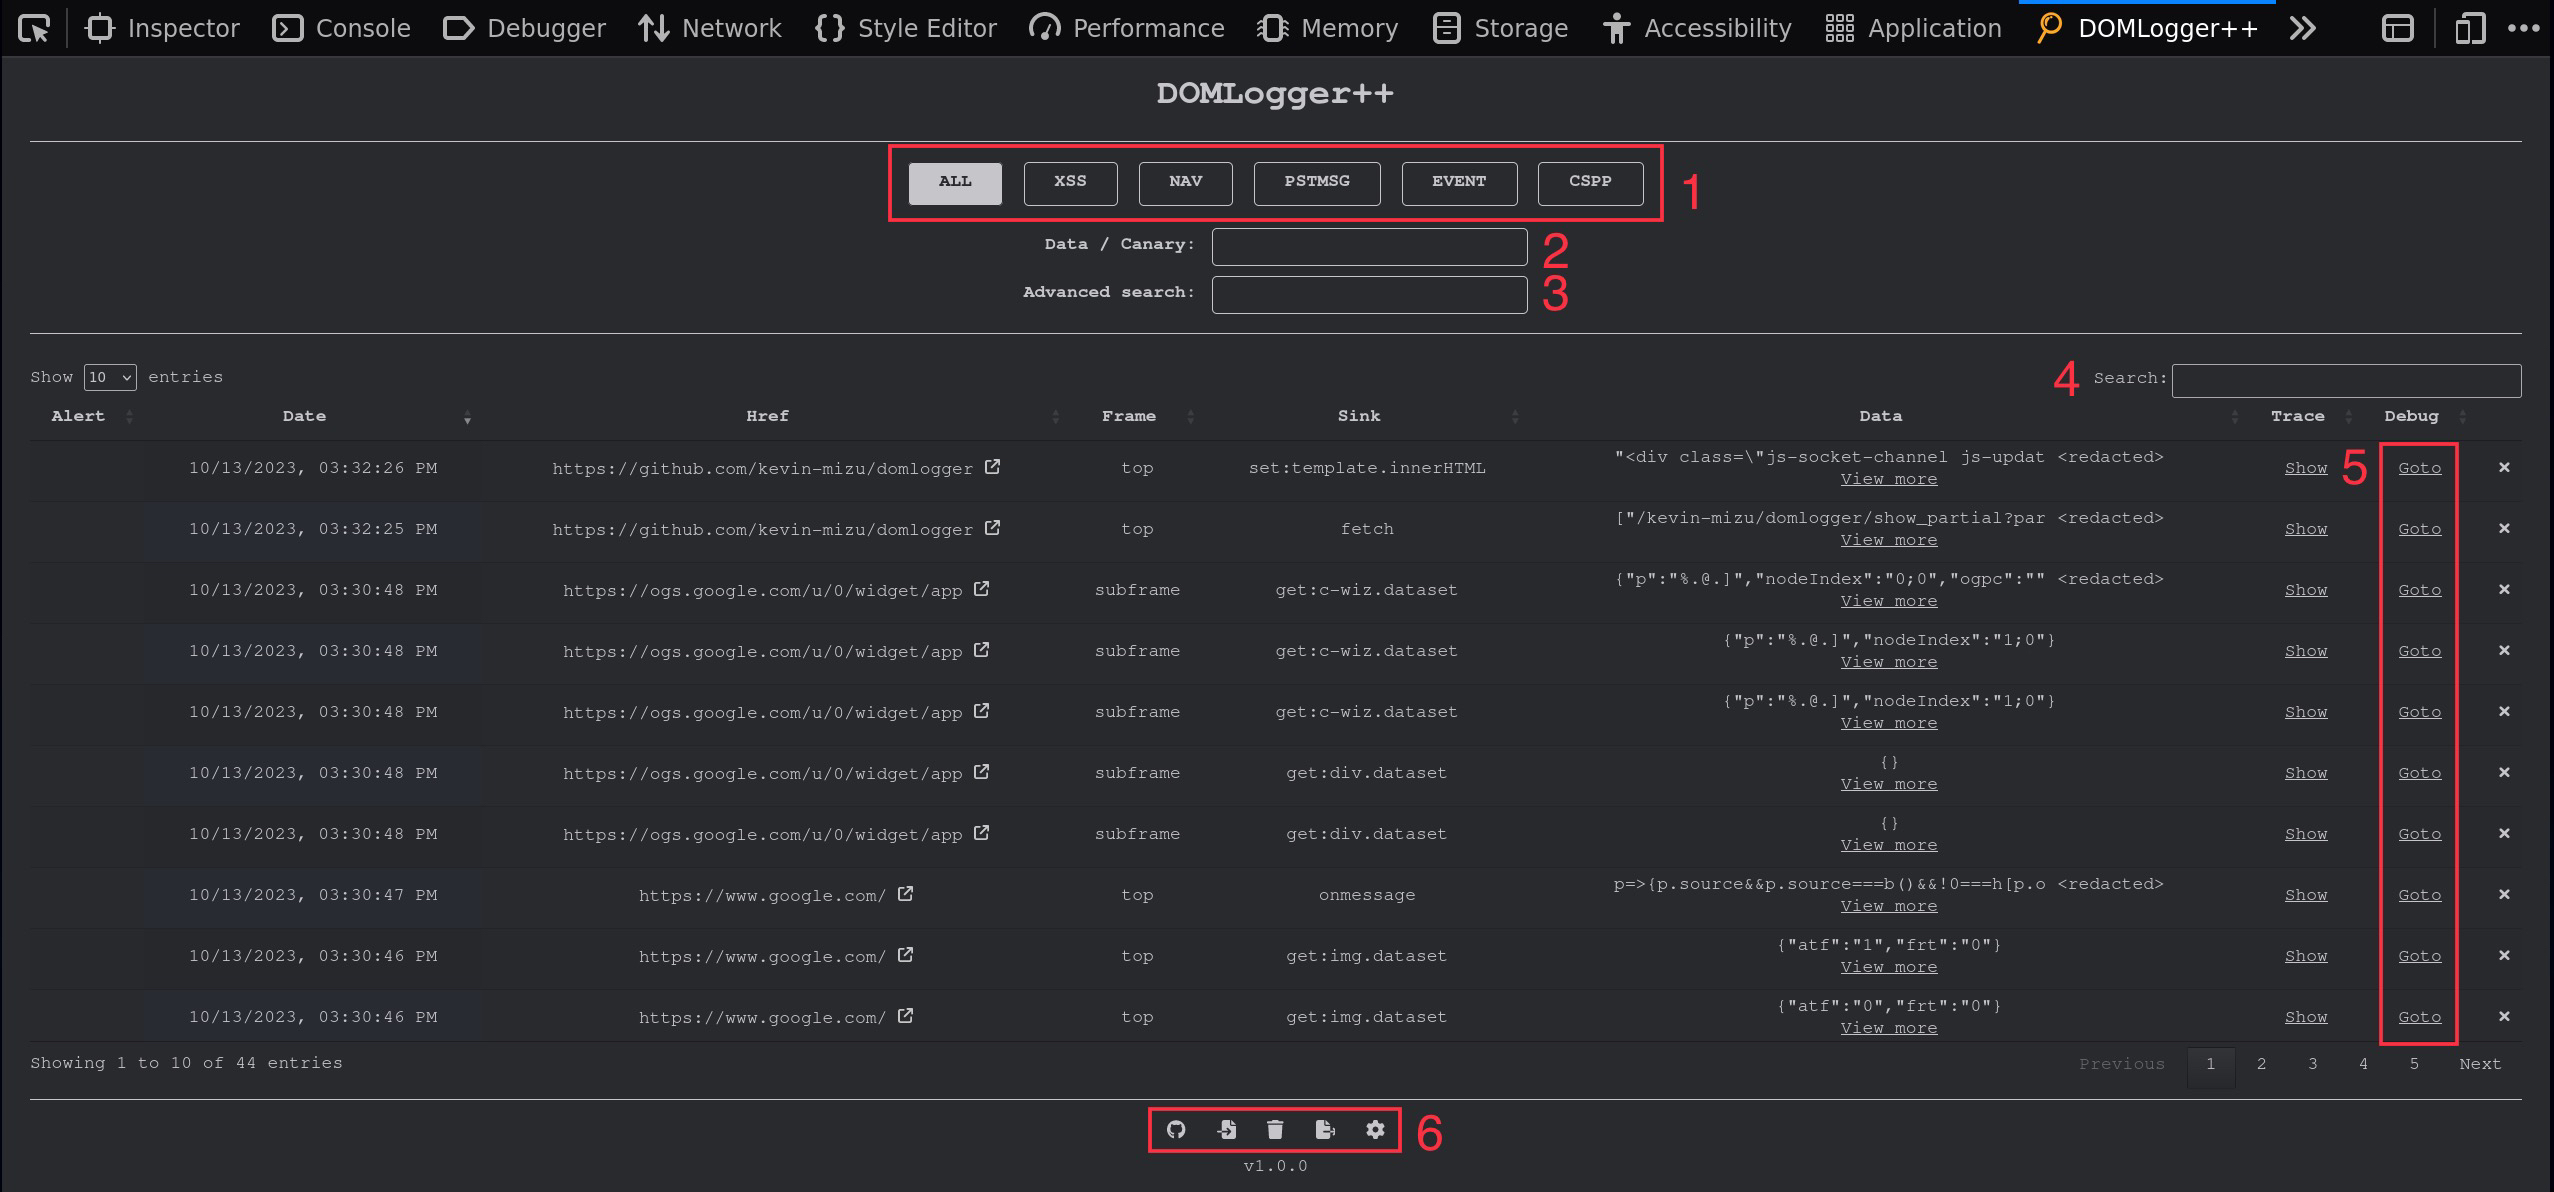 Inspector Console Debugger Network {} Style Editor Performance Memory Storage Accessibility Application DOMLogger++
DOMLogger++
ALL XSS NAV PSTMSG EVENT CSPP 1
Data / Canary: 2
Advanced search: 3
Show 10 entries 4 Search:
Alert Date Href Frame Sink Data Trace Debug
10/13/2023, 03:32:26 PM https://github.com/kevin-mizu/domlogger top set:template.innerHTML "<div class=\"js-socket-channel js-updat <redacted> Show 5 Goto ×
View more
10/13/2023, 03:32:25 PM https://github.com/kevin-mizu/domlogger top fetch ["/kevin-mizu/domlogger/show_partial?par <redacted> Show Goto ×
View more
10/13/2023, 03:30:48 PM https://ogs.google.com/u/0/widget/app subframe get:c-wiz.dataset {"p":"%.@.]","nodeIndex":"0;0","ogpc":"" <redacted> Show Goto ×
View more
10/13/2023, 03:30:48 PM https://ogs.google.com/u/0/widget/app subframe get:c-wiz.dataset {"p":"%.@.]","nodeIndex":"1;0"} Show Goto ×
View more
10/13/2023, 03:30:48 PM https://ogs.google.com/u/0/widget/app subframe get:c-wiz.dataset {"p":"%.@.]","nodeIndex":"1;0"} Show Goto ×
View more
10/13/2023, 03:30:48 PM https://ogs.google.com/u/0/widget/app subframe get:div.dataset {} Show Goto ×
View more
10/13/2023, 03:30:48 PM https://ogs.google.com/u/0/widget/app subframe get:div.dataset {} Show Goto ×
View more
10/13/2023, 03:30:47 PM https://www.google.com/ top onmessage p=>{p.source&&p.source===b()&&!0===h[p.o <redacted> Show Goto ×
View more
10/13/2023, 03:30:46 PM https://www.google.com/ top get:img.dataset {"atf":"1","frt":"0"} Show Goto ×
View more
10/13/2023, 03:30:46 PM https://www.google.com/ top get:img.dataset {"atf":"0","frt":"0"} Show Goto ×
View more
Showing 1 to 10 of 44 entries Previous 1 2 3 4 5 Next
6
v1.0.0